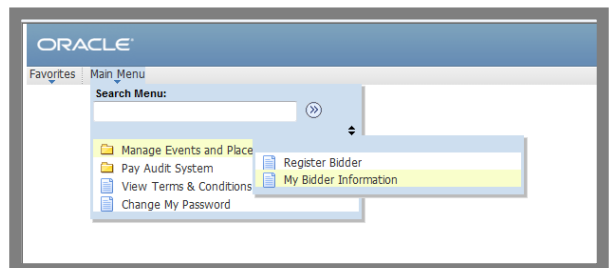 ORACLE
Favorites Main Menu
Search Menu:
Manage Events and Place
Pay Audit System
View Terms & Conditions
Change My Password
Register Bidder
My Bidder Information